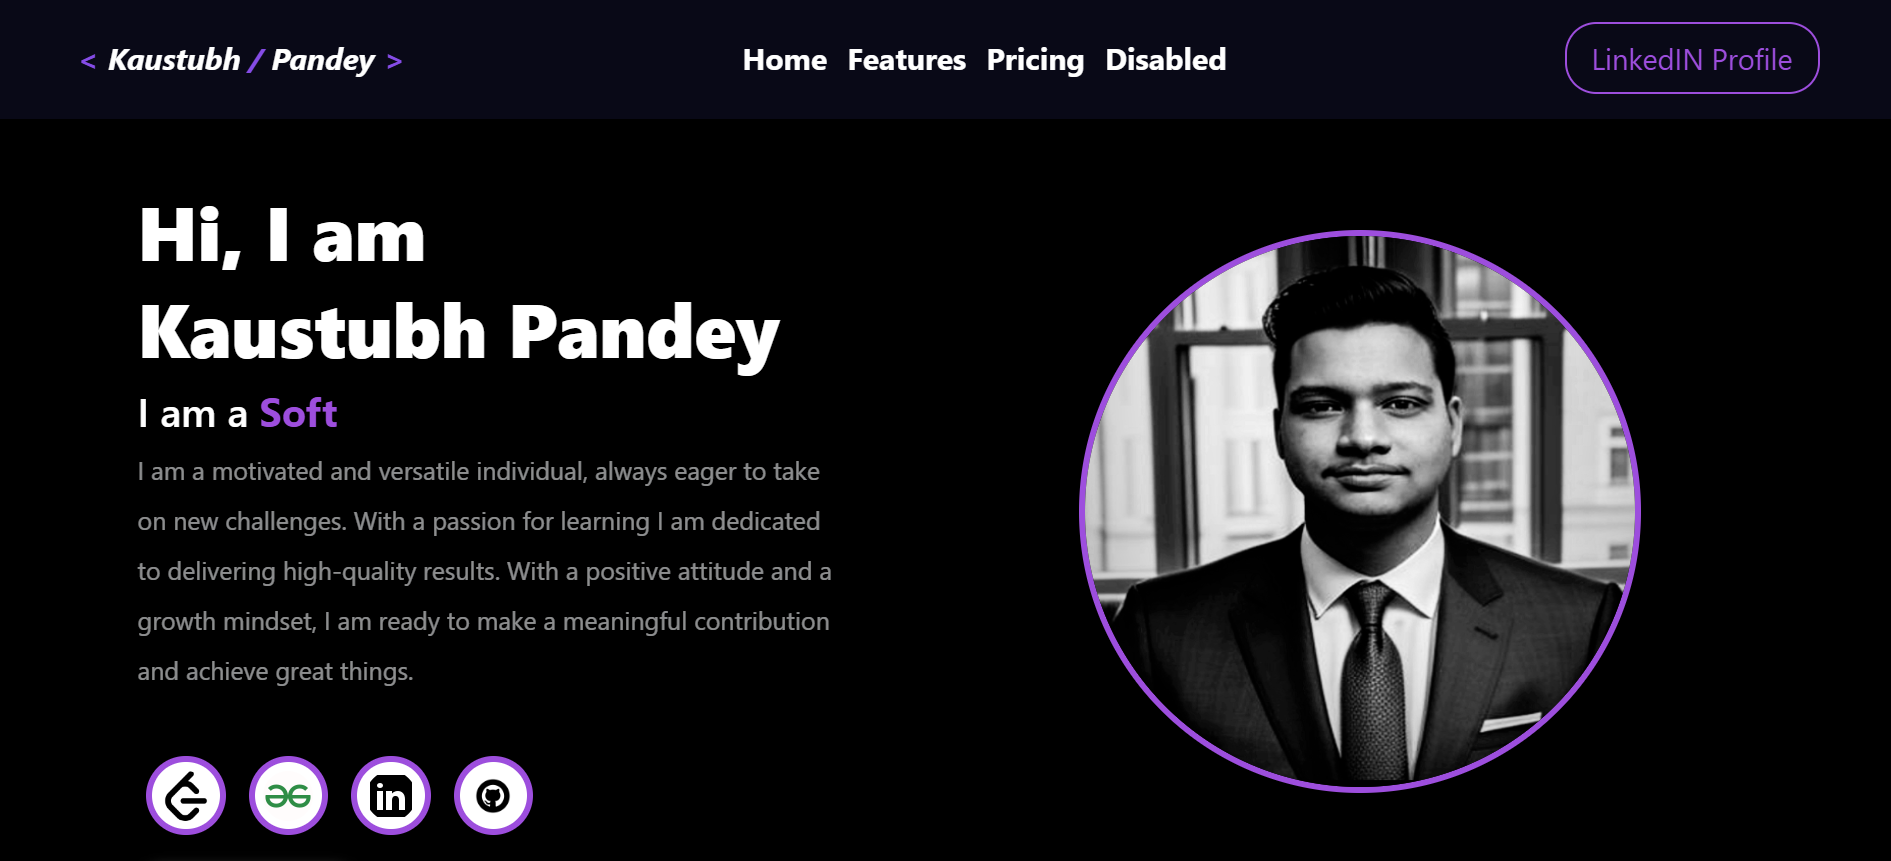 < Kaustubh / Pandey >
Home Features Pricing Disabled
LinkedIN Profile
Hi, I am
Kaustubh Pandey
I am a Soft
I am a motivated and versatile individual, always eager to take
on new challenges. With a passion for learning I am dedicated
to delivering high-quality results. With a positive attitude and a
growth mindset, I am ready to make a meaningful contribution
and achieve great things.
in